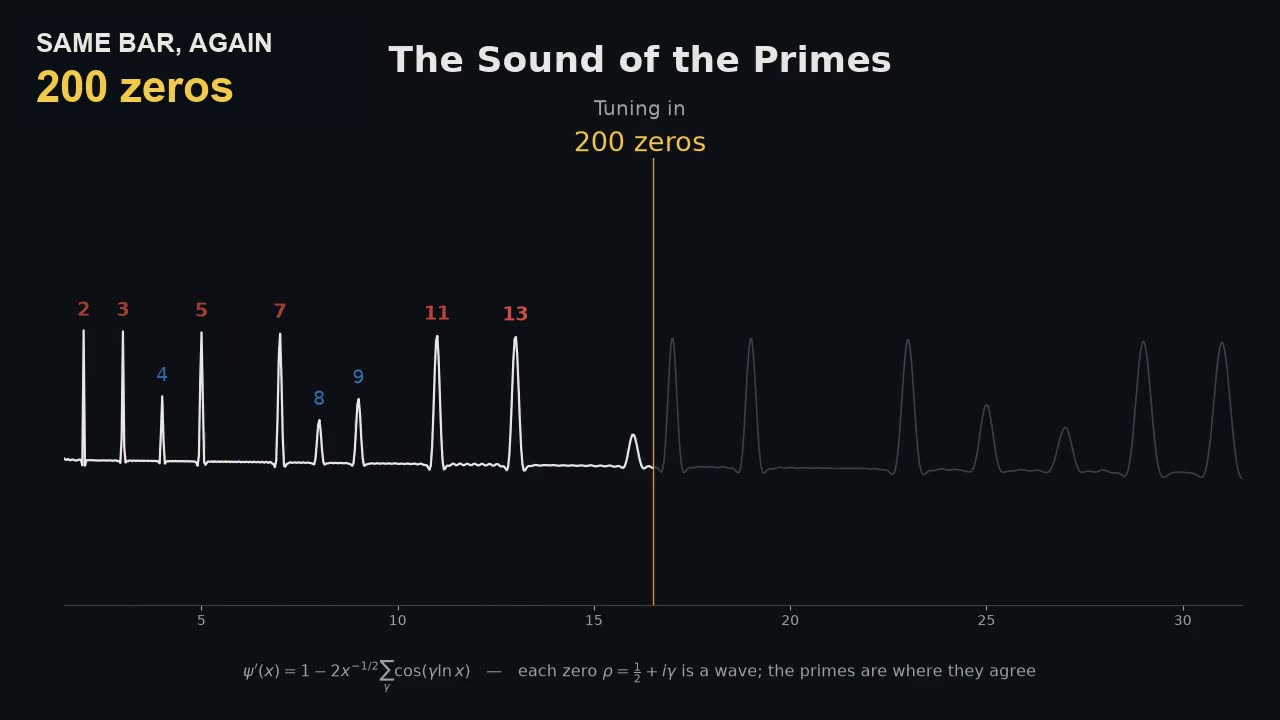 SAME BAR, AGAIN
200 zeros
The Sound of the Primes
Tuning in
200 zeros
2 3 4 5 7 8 9 11 13
5 10 15 20 25 30
ψ′(x) = 1 − 2x^{−1/2} ∑_γ cos(γ ln x) — each zero ρ = 1/2 + iγ is a wave; the primes are where they agree